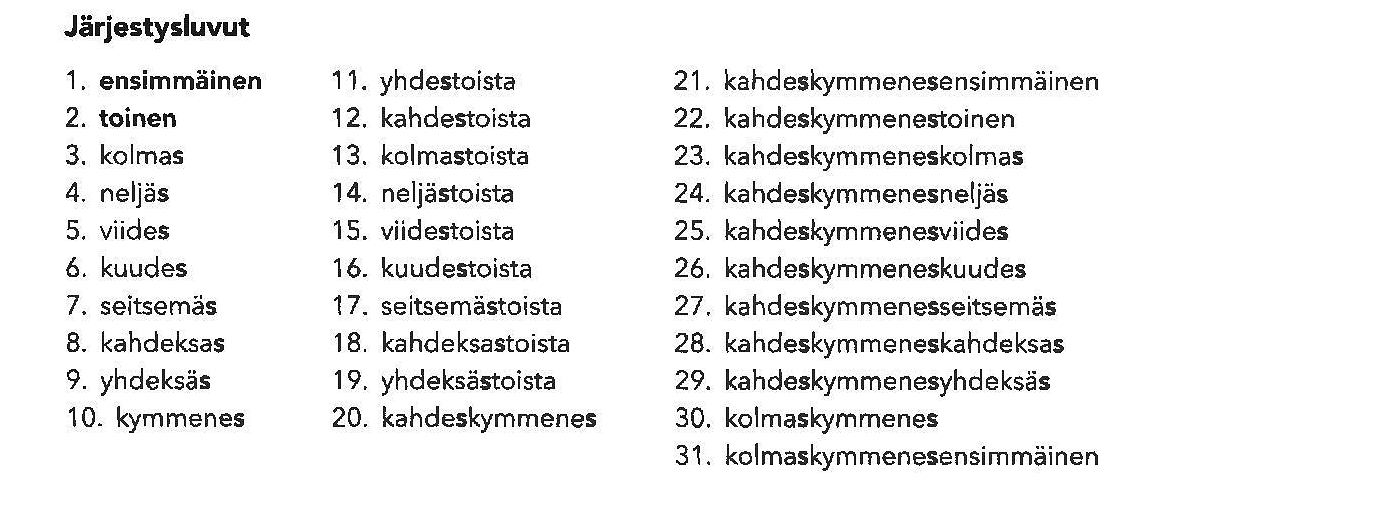 Järjestysluvut
1. ensimmäinen
2. toinen
3. kolmas
4. neljäs
5. viides
6. kuudes
7. seitsemäs
8. kahdeksas
9. yhdeksäs
10. kymmenes
11. yhdestoista
12. kahdestoista
13. kolmastoista
14. neljästoista
15. viidestoista
16. kuudestoista
17. seitsemästoista
18. kahdeksastoista
19. yhdeksästoista
20. kahdeskymmenes
21. kahdeskymmenesensimmäinen
22. kahdeskymmenestoinen
23. kahdeskymmeneskolmas
24. kahdeskymmenesneljäs
25. kahdeskymmenesviides
26. kahdeskymmeneskuudes
27. kahdeskymmenesseitsemäs
28. kahdeskymmeneskahdeksas
29. kahdeskymmenesyhdeksäs
30. kolmaskymmenes
31. kolmaskymmenesensimmäinen